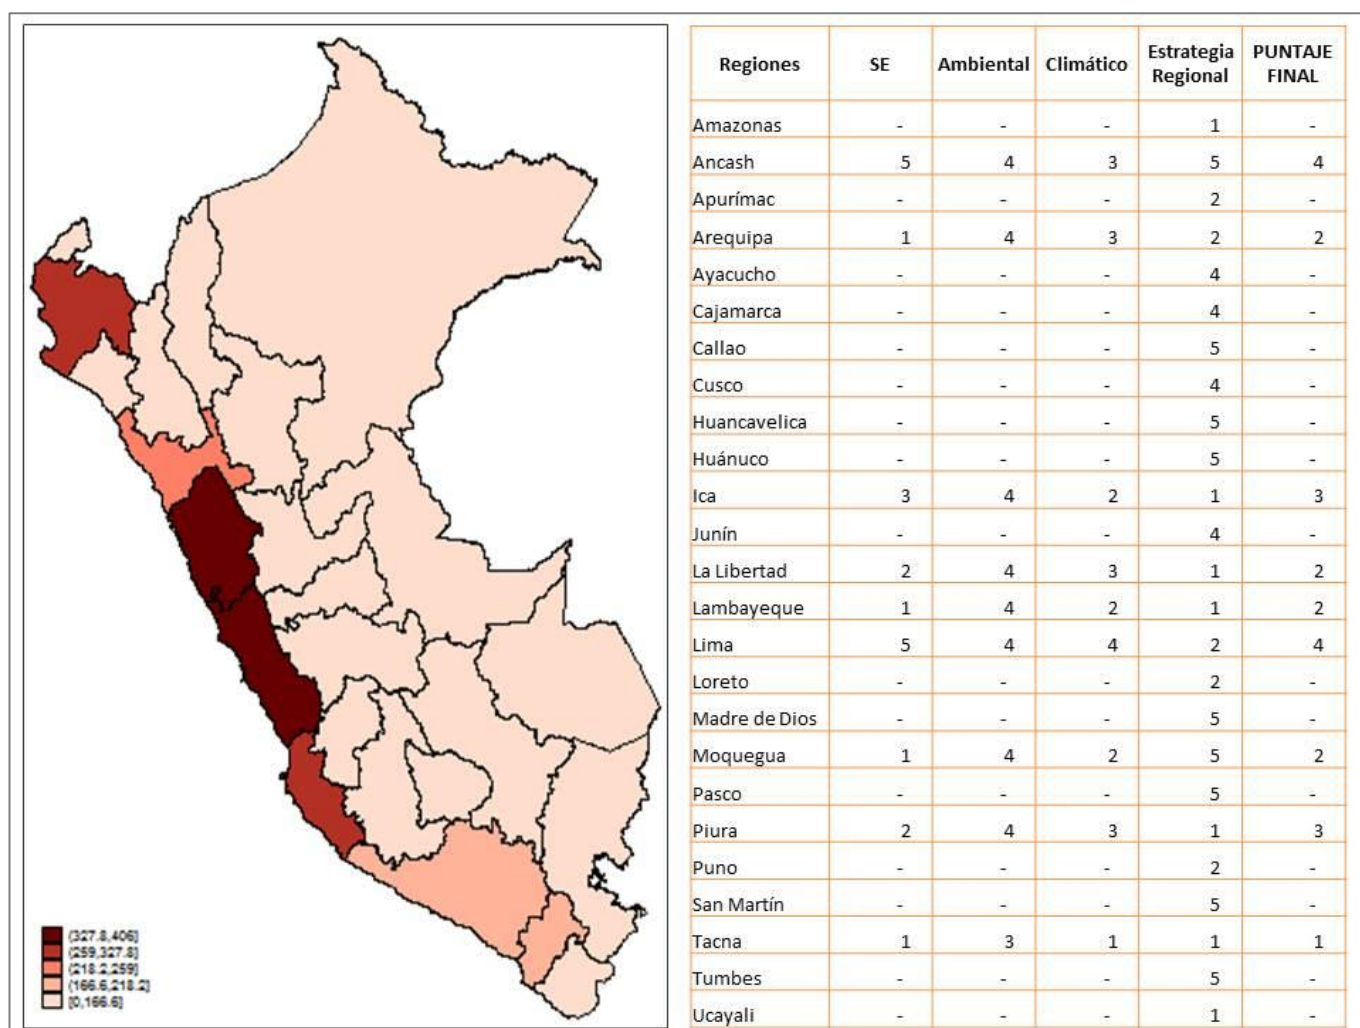 (327.8,406]
(259,327.8]
(218.2,259]
(166.6,218.2]
[0,166.6]
Regiones SE Ambiental Climático Estrategia Regional PUNTAJE FINAL
Amazonas - - - 1 -
Ancash 5 4 3 5 4
Apurímac - - - 2 -
Arequipa 1 4 3 2 2
Ayacucho - - - 4 -
Cajamarca - - - 4 -
Callao - - - 5 -
Cusco - - - 4 -
Huancavelica - - - 5 -
Huánuco - - - 5 -
Ica 3 4 2 1 3
Junín - - - 4 -
La Libertad 2 4 3 1 2
Lambayeque 1 4 2 1 2
Lima 5 4 4 2 4
Loreto - - - 2 -
Madre de Dios - - - 5 -
Moquegua 1 4 2 5 2
Pasco - - - 5 -
Piura 2 4 3 1 3
Puno - - - 2 -
San Martín - - - 5 -
Tacna 1 3 1 1 1
Tumbes - - - 5 -
Ucayali - - - 1 -